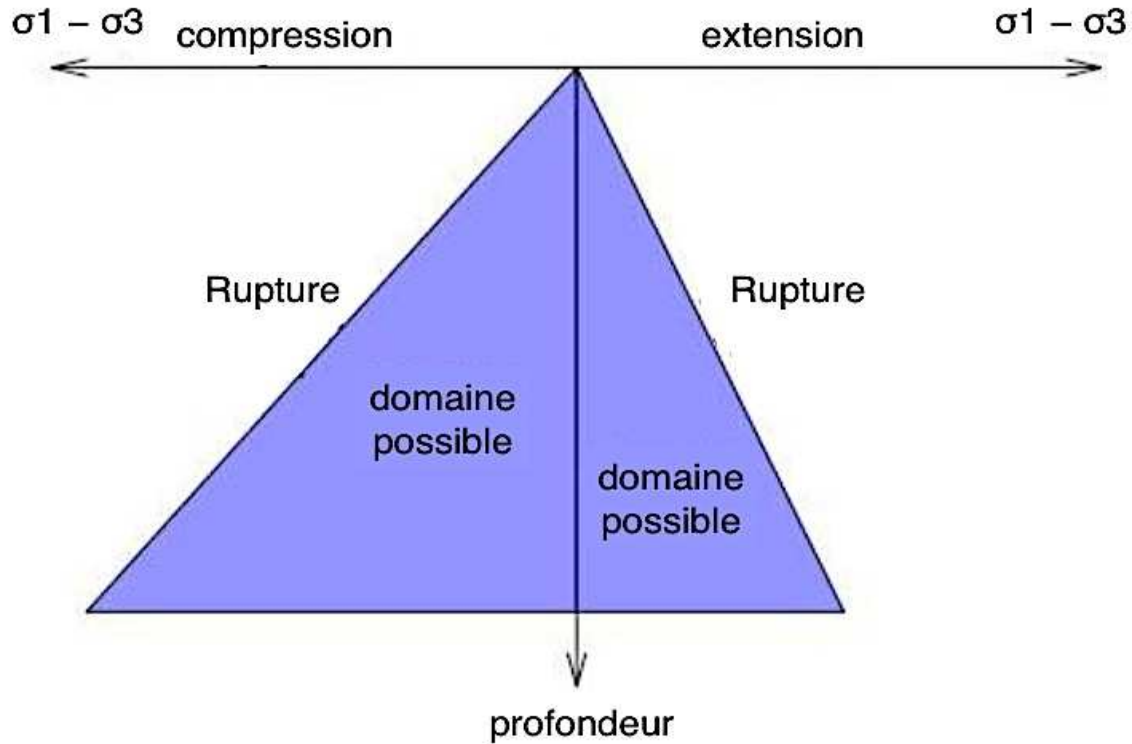 σ1 – σ3
compression
extension
σ1 – σ3
Rupture
Rupture
domaine
possible
domaine
possible
profondeur